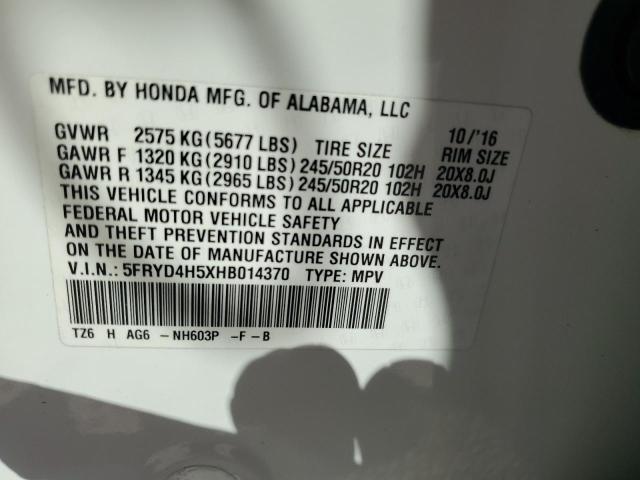 MFD. BY HONDA MFG. OF ALABAMA, LLC
GVWR 2575 KG (5677 LBS) TIRE SIZE 10/'16 RIM SIZE
GAWR F 1320 KG (2910 LBS) 245/50R20 102H 20X8.0J
GAWR R 1345 KG (2965 LBS) 245/50R20 102H 20X8.0J
THIS VEHICLE CONFORMS TO ALL APPLICABLE
FEDERAL MOTOR VEHICLE SAFETY
AND THEFT PREVENTION STANDARDS IN EFFECT
ON THE DATE OF MANUFACTURE SHOWN ABOVE.
V.I.N.: 5FRYD4H5XHB014370 TYPE: MPV
TZ6 H AG6 -NH603P -F -B